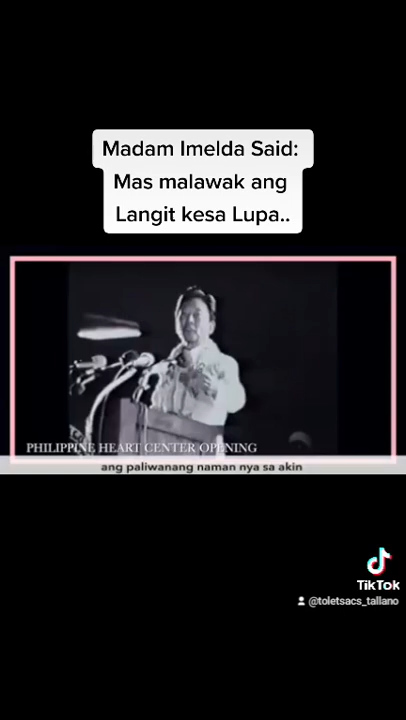 Madam Imelda Said:
Mas malawak ang
Langit kesa Lupa..
PHILIPPINE HEART CENTER OPENING
ang paliwanang naman nya sa akin
TikTok
@toletsacs_tallano